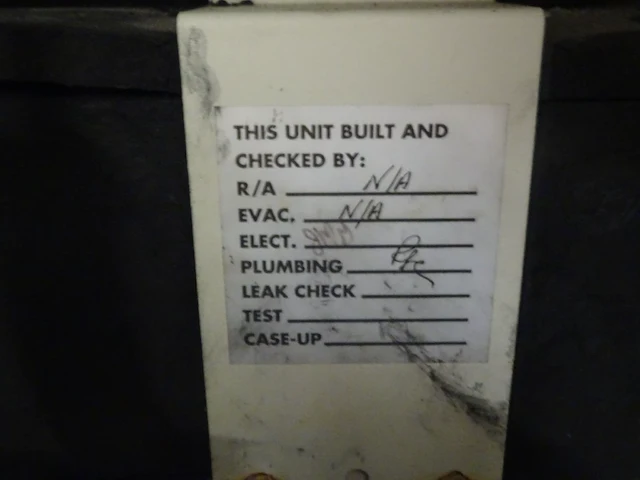 THIS UNIT BUILT AND
CHECKED BY:
R/A N/A
EVAC. N/A
ELECT.
PLUMBING
LEAK CHECK
TEST
CASE-UP